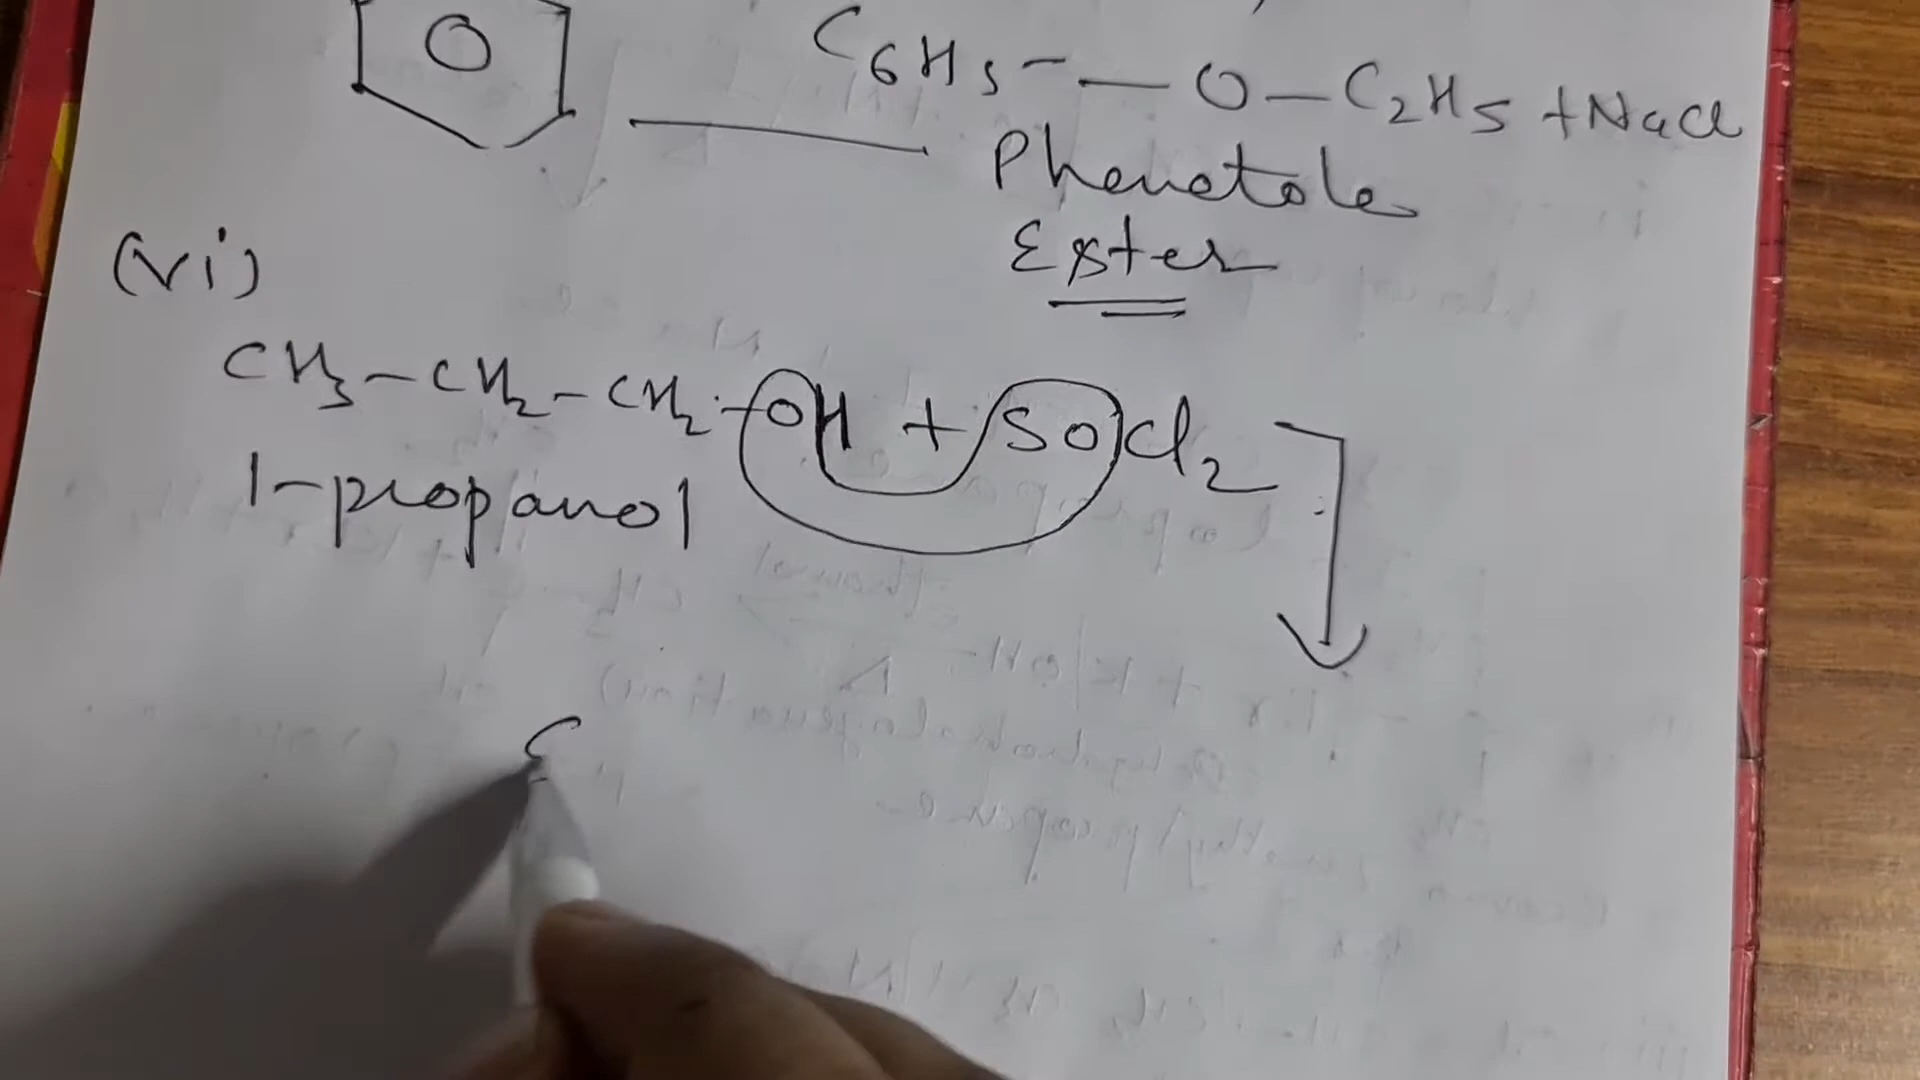 C6H5 - — O — C2H5 + NaCl
Phenetole
Ester
(vi)
CH3 - CH2 - CH2 - OH + SOCl2
1-propanol
C